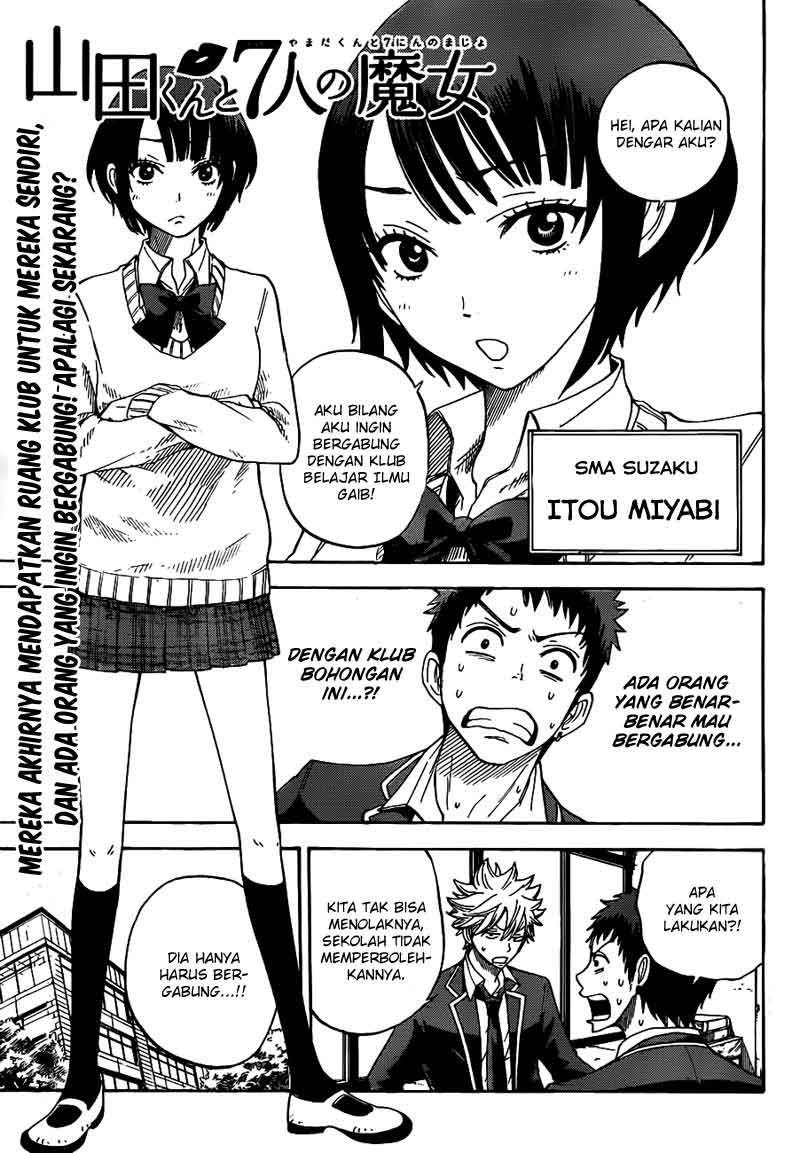 やまだくんと7にんのまじょ
山田くんと7人の魔女
HEI, APA KALIAN
DENGAR AKU?
AKU BILANG
AKU INGIN
BERGABUNG
DENGAN KLUB
BELAJAR ILMU
GAIB!
SMA SUZAKU
ITOU MIYABI
MEREKA AKHIRNYA MENDAPATKAN RUANG KLUB UNTUK MEREKA SENDIRI,
DAN ADA ORANG YANG INGIN BERGABUNG! APALAGI SEKARANG?
ADA ORANG
YANG BENAR-
BENAR MAU
BERGABUNG...
DENGAN KLUB
BOHONGAN
INI...?!
APA
YANG KITA
LAKUKAN?!
KITA TAK BISA
MENOLAKNYA,
SEKOLAH TIDAK
MEMPERBOLEH-
KANNYA.
DIA HANYA
HARUS BER-
GABUNG...!!